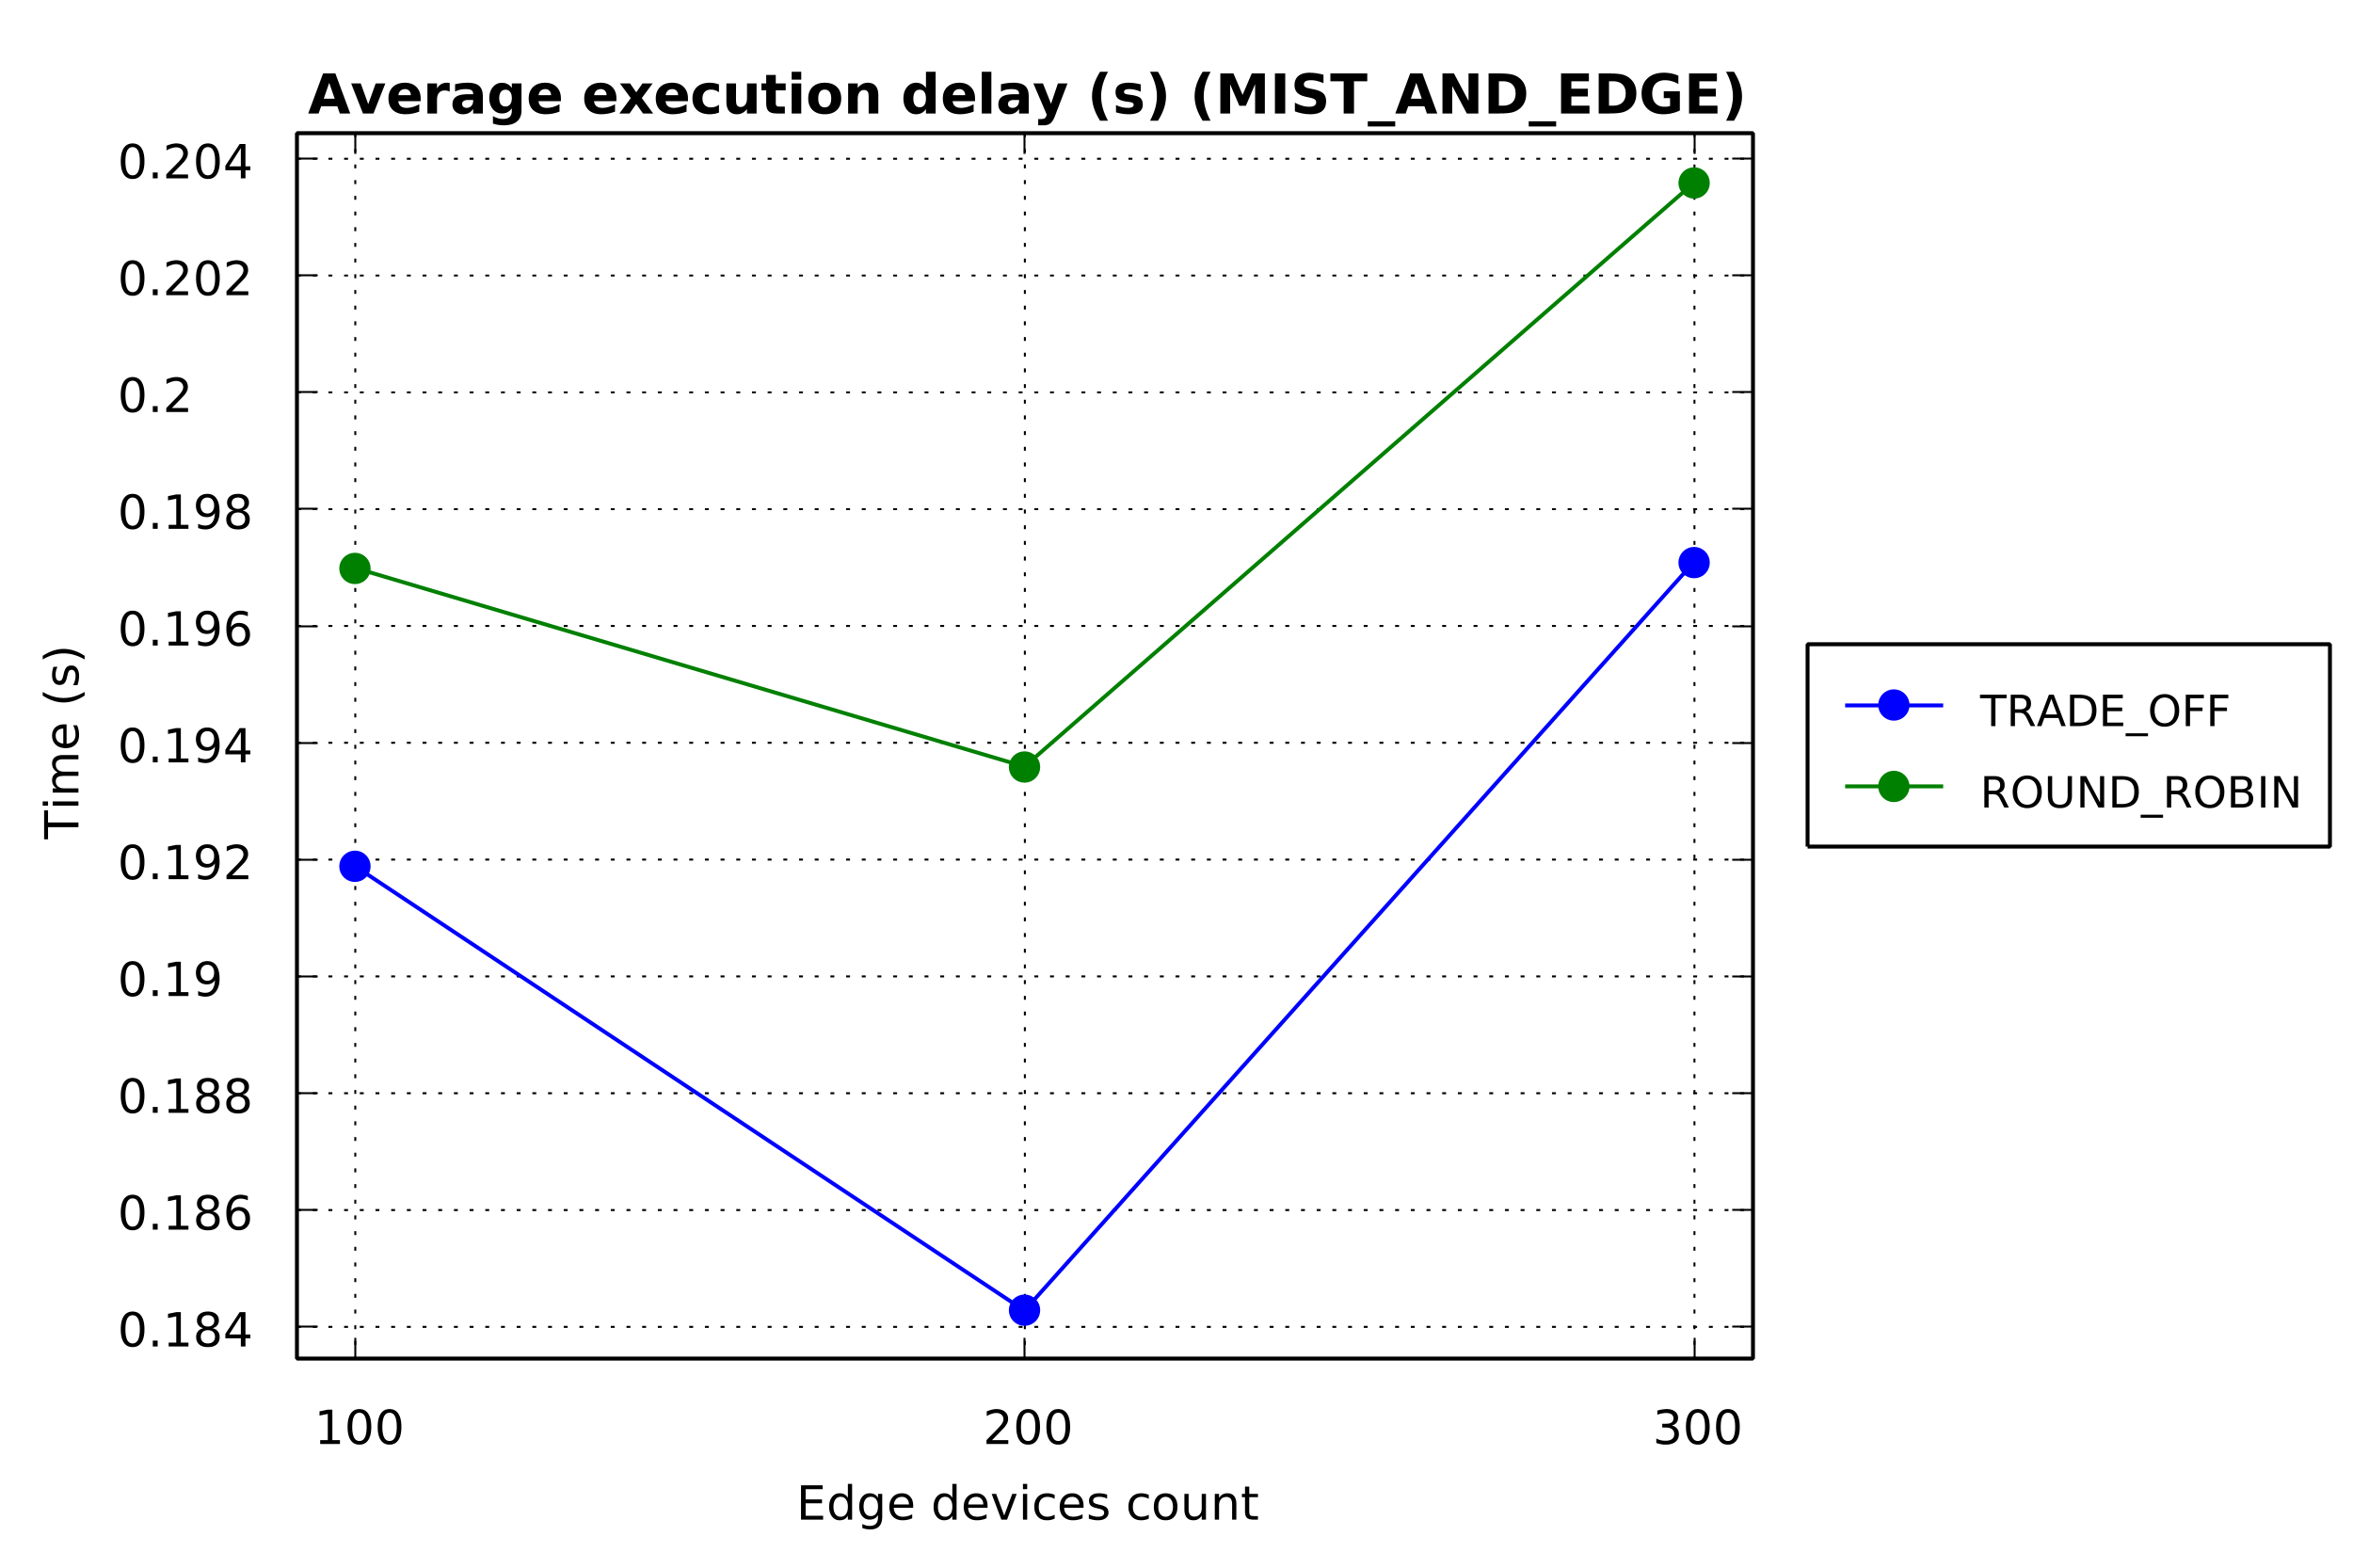 Average execution delay (s) (MIST_AND_EDGE)
0.204
0.202
0.2
0.198
0.196
0.194
0.192
0.19
0.188
0.186
0.184
Time (s)
100
200
300
Edge devices count
TRADE_OFF
ROUND_ROBIN